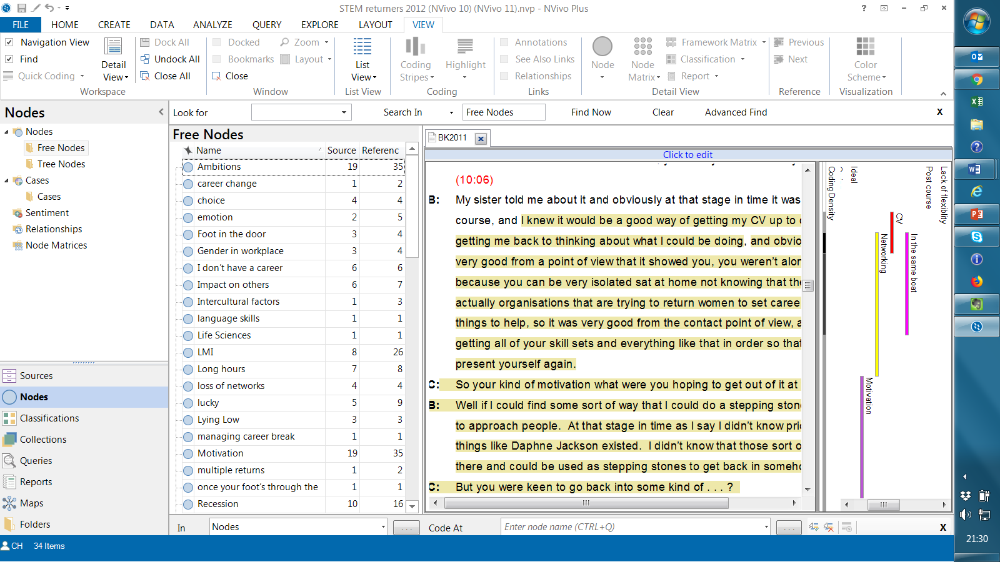 STEM returners 2012 (NVivo 10) (NVivo 11).nvp - NVivo Plus
FILE HOME CREATE DATA ANALYZE QUERY EXPLORE LAYOUT VIEW
Navigation View
Find
Quick Coding
Detail View
Workspace
Dock All
Undock All
Close All
Docked
Bookmarks
Close
Zoom
Layout
Window
List View
List View
Coding Stripes
Highlight
Coding
Annotations
See Also Links
Relationships
Links
Node
Node Matrix
Framework Matrix
Classification
Report
Detail View
Previous
Next
Reference
Color Scheme
Visualization
Nodes
Nodes
Free Nodes
Tree Nodes
Cases
Cases
Sentiment
Relationships
Node Matrices
Sources
Nodes
Classifications
Collections
Queries
Reports
Maps
Folders
Look for Search In Free Nodes Find Now Clear Advanced Find X
Free Nodes
Name Source Referenc
Ambitions 19 35
career change 1 2
choice 4 4
emotion 2 5
Foot in the door 3 4
Gender in workplace 3 4
I don't have a career 6 6
Impact on others 6 7
Intercultural factors 1 3
language skills 1 1
Life Sciences 1 1
LMI 8 26
Long hours 7 8
loss of networks 4 4
lucky 5 9
Lying Low 3 3
managing career break 1 1
Motivation 19 35
multiple returns 1 2
once your foot's through the 1 1
Recession 10 16
BK2011
Click to edit
(10:06)
B: My sister told me about it and obviously at that stage in time it was
course, and I knew it would be a good way of getting my CV up to
getting me back to thinking about what I could be doing, and obvio
very good from a point of view that it showed you, you weren't alon
because you can be very isolated sat at home not knowing that the
actually organisations that are trying to return women to set caree
things to help, so it was very good from the contact point of view, a
getting all of your skill sets and everything like that in order so that
present yourself again.
C: So your kind of motivation what were you hoping to get out of it at
B: Well if I could find some sort of way that I could do a stepping ston
to approach people. At that stage in time as I say I didn't know prio
things like Daphne Jackson existed. I didn't know that those sort o
there and could be used as stepping stones to get back in someho
C: But you were keen to go back into some kind of . . . ?
Coding Density
Ideal
Post course
Lack of flexiblity
CV
Networking
In the same boat
Motivation
In Nodes ... Code At Enter node name (CTRL+Q) ... X
CH 34 Items
21:30